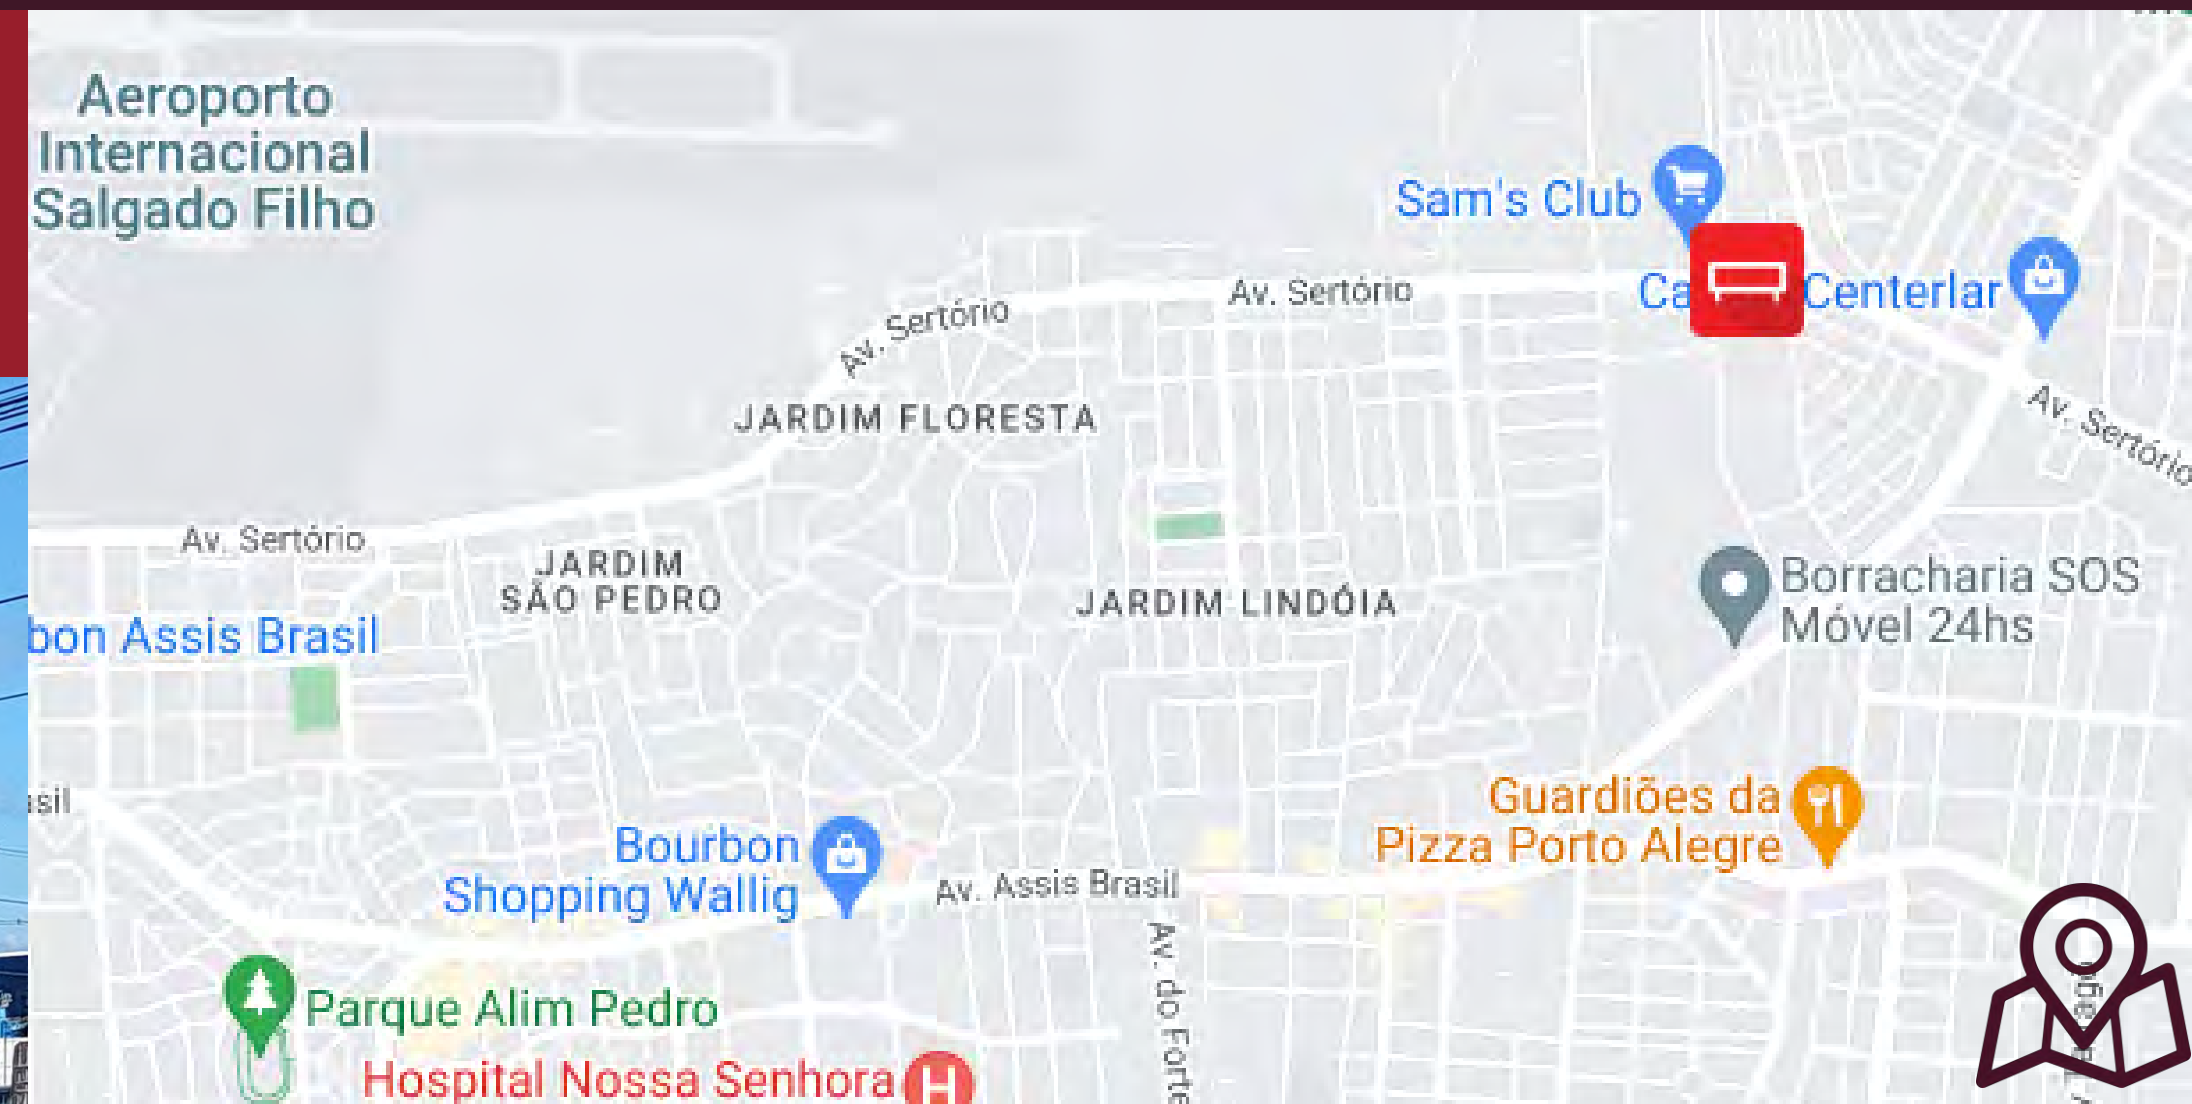 Aeroporto
Internacional
Salgado Filho
Sam's Club
Av. Sertório
Ca
Centerlar
Av. Sertório
Av. Sertório
JARDIM FLORESTA
Av. Sertório
JARDIM
SÃO PEDRO
JARDIM LINDÓIA
Borracharia SOS
Móvel 24hs
bon Assis Brasil
sil
Guardiões da
Pizza Porto Alegre
Bourbon
Shopping Wallig
Av. Assis Brasil
Av. do Forte
Parque Alim Pedro
Hospital Nossa Senhora
H